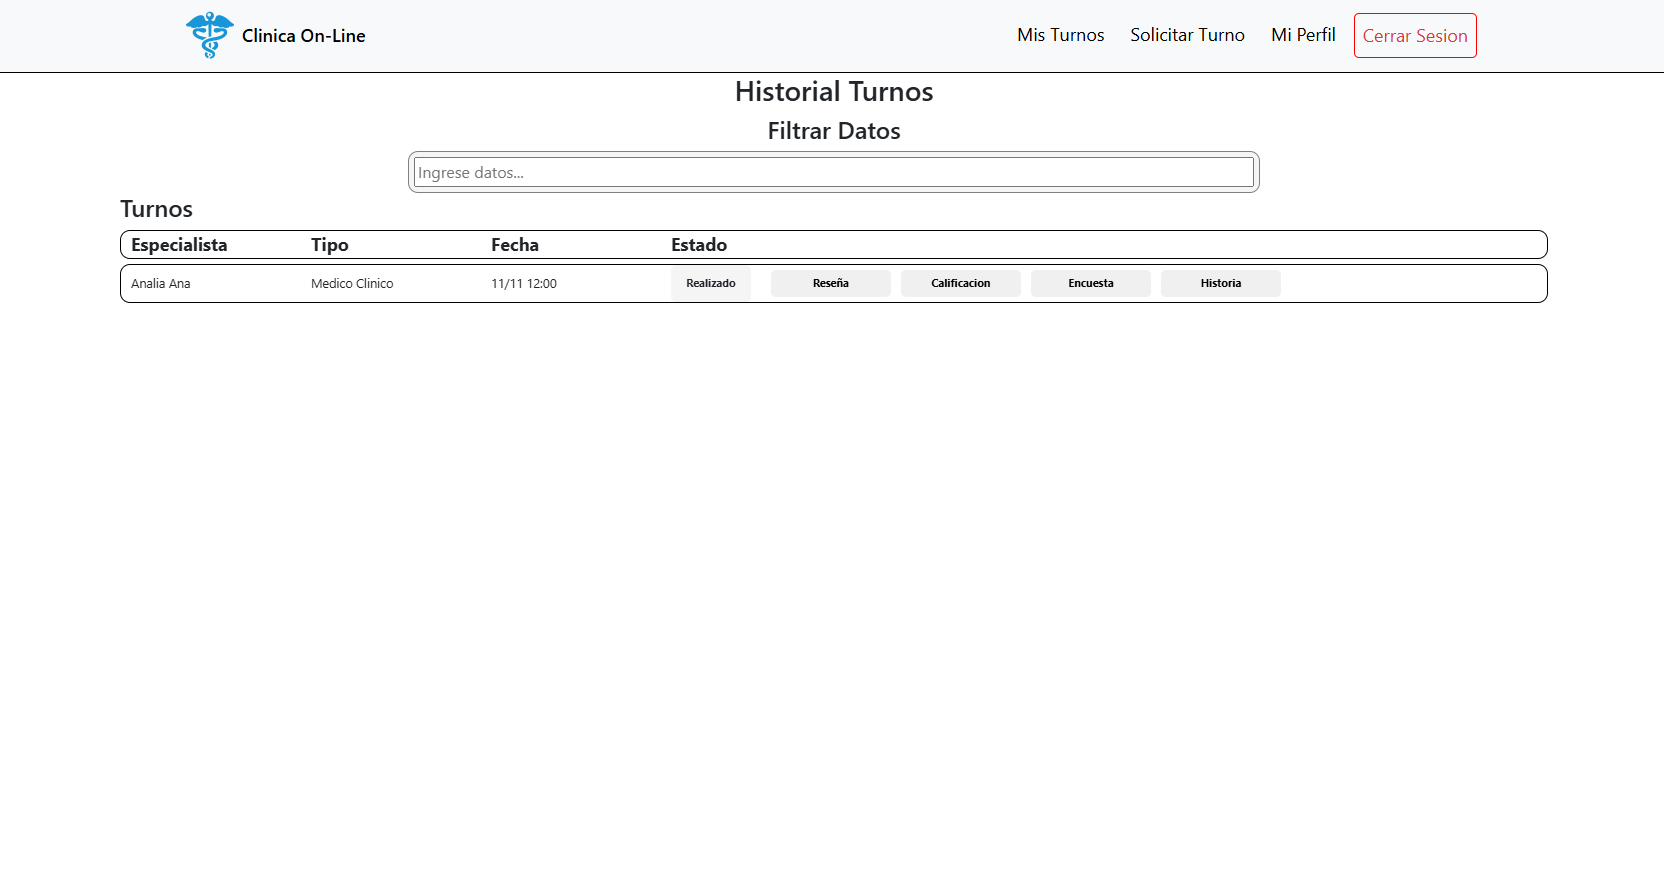 Clinica On-Line
Mis Turnos Solicitar Turno Mi Perfil Cerrar Sesion
Historial Turnos
Filtrar Datos
Ingrese datos...
Turnos
Especialista Tipo Fecha Estado
Analia Ana Medico Clinico 11/11 12:00 Realizado Reseña Calificacion Encuesta Historia